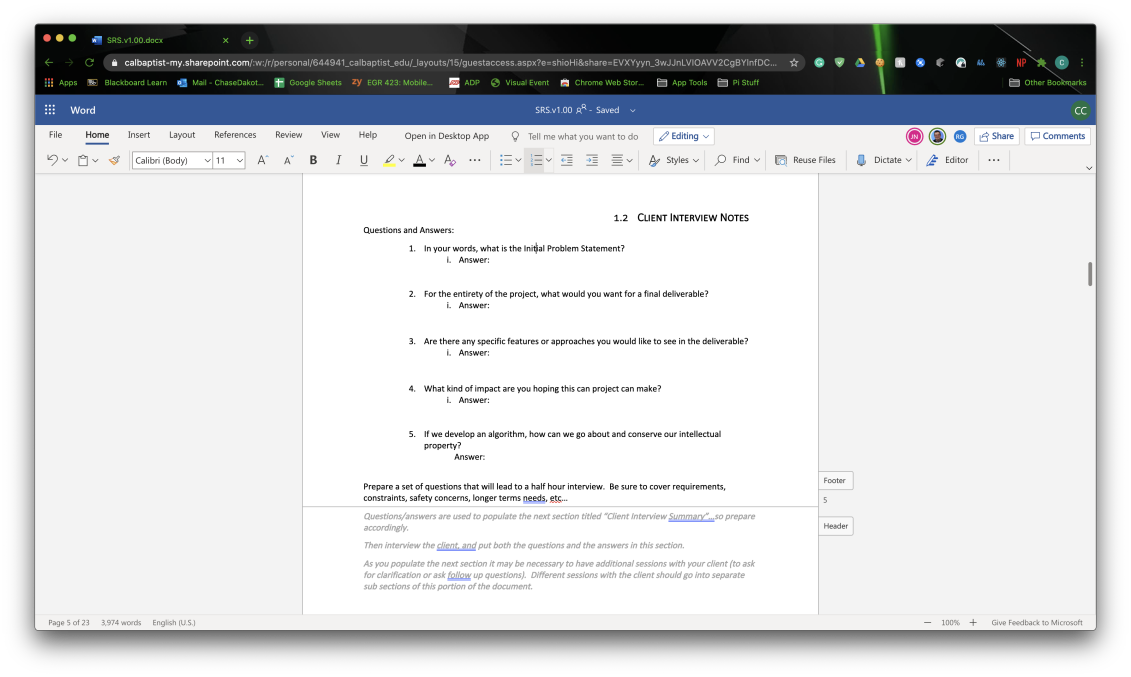 SRS.v1.00.docx
calbaptist-my.sharepoint.com/:w:/r/personal/644941_calbaptist_edu/_layouts/15/guestaccess.aspx?e=shioHi&share=EVXYyyn_3wJJnLVIOAVV2CgBYInfDC...
Apps Blackboard Learn Mail - ChaseDakot... Google Sheets EGR 423: Mobile... ADP Visual Event Chrome Web Stor... App Tools Pi Stuff Other Bookmarks
Word SRS.v1.00 - Saved CC
File Home Insert Layout References Review View Help Open in Desktop App Tell me what you want to do Editing JN RG Share Comments
Calibri (Body) 11 A A B I U A A Styles Find Reuse Files Dictate Editor
1.2 CLIENT INTERVIEW NOTES
Questions and Answers:
1. In your words, what is the Initial Problem Statement?
i. Answer:
2. For the entirety of the project, what would you want for a final deliverable?
i. Answer:
3. Are there any specific features or approaches you would like to see in the deliverable?
i. Answer:
4. What kind of impact are you hoping this can project can make?
i. Answer:
5. If we develop an algorithm, how can we go about and conserve our intellectual
property?
Answer:
Prepare a set of questions that will lead to a half hour interview. Be sure to cover requirements,
constraints, safety concerns, longer terms needs, etc...
Footer
5
Header
Questions/answers are used to populate the next section titled "Client Interview Summary"...so prepare
accordingly.
Then interview the client, and put both the questions and the answers in this section.
As you populate the next section it may be necessary to have additional sessions with your client (to ask
for clarification or ask follow up questions). Different sessions with the client should go into separate
sub sections of this portion of the document.
Page 5 of 23 3,974 words English (U.S.) 100% Give Feedback to Microsoft